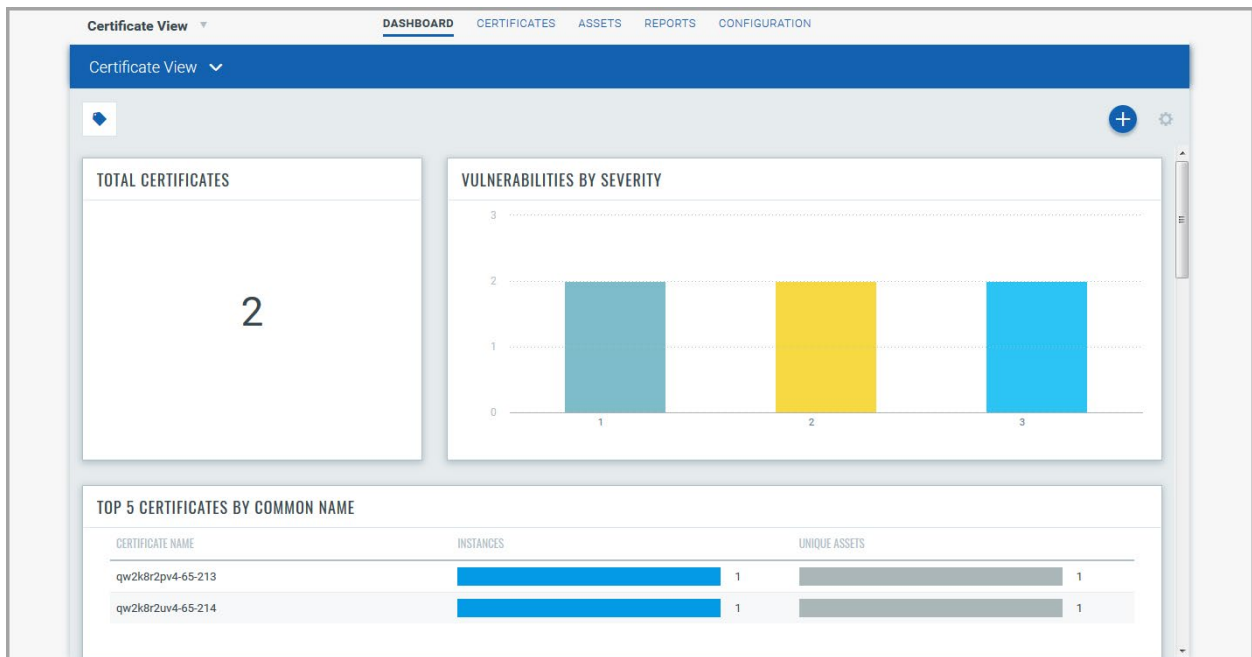 Certificate View
DASHBOARD CERTIFICATES ASSETS REPORTS CONFIGURATION
Certificate View
TOTAL CERTIFICATES
2
VULNERABILITIES BY SEVERITY
3
2
1
0
1 2 3
TOP 5 CERTIFICATES BY COMMON NAME
CERTIFICATE NAME INSTANCES UNIQUE ASSETS
qw2k8r2pv4-65-213 1 1
qw2k8r2uv4-65-214 1 1